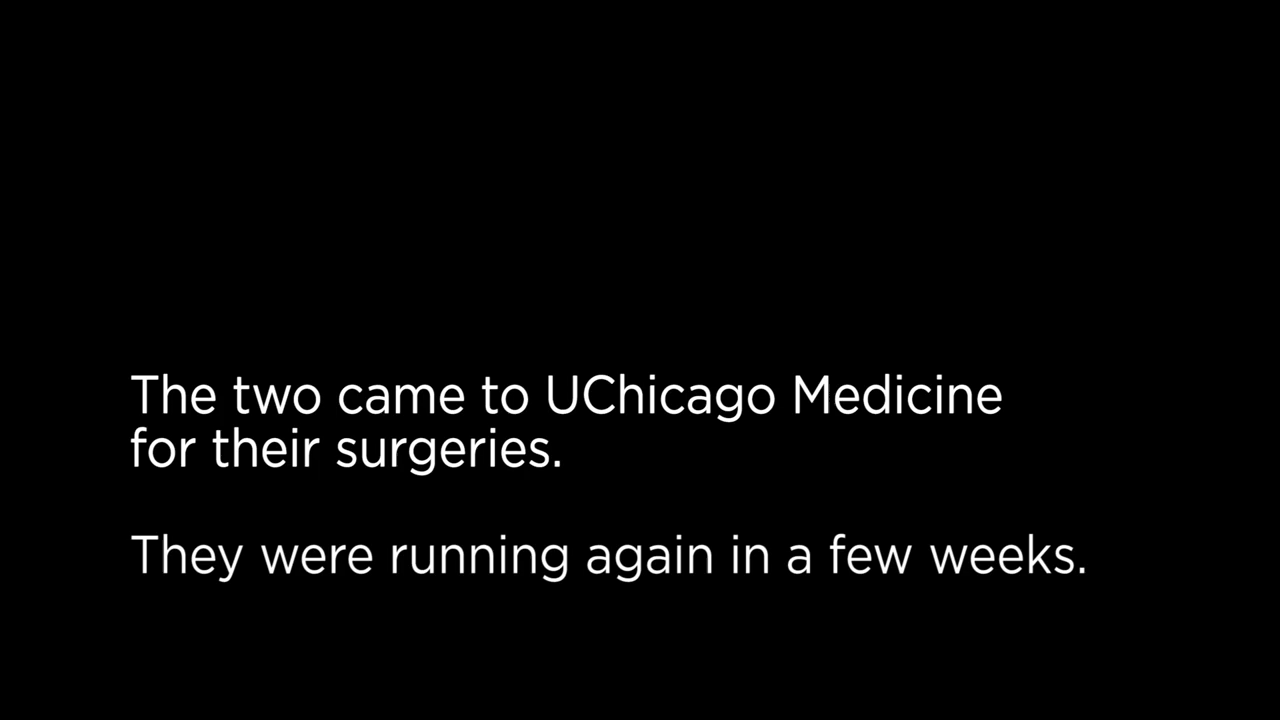 The two came to UChicago Medicine
for their surgeries.
They were running again in a few weeks.